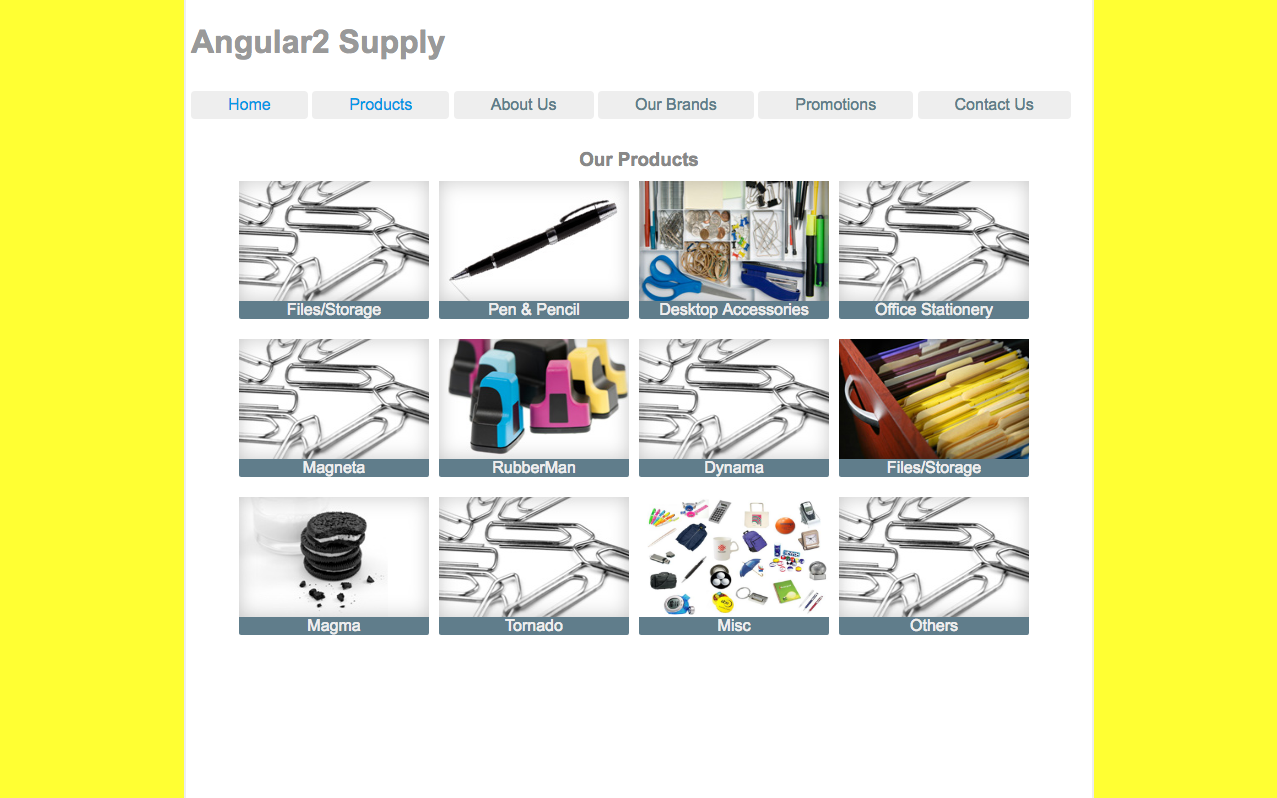 Angular2 Supply
Home Products About Us Our Brands Promotions Contact Us
Our Products
Files/Storage Pen & Pencil Desktop Accessories Office Stationery
Magneta RubberMan Dynama Files/Storage
Magma Tornado Misc Others